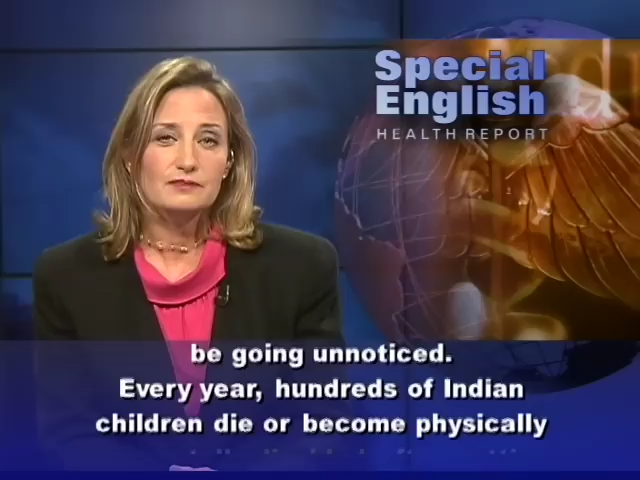 Special
English
HEALTH REPORT
be going unnoticed.
Every year, hundreds of Indian
children die or become physically